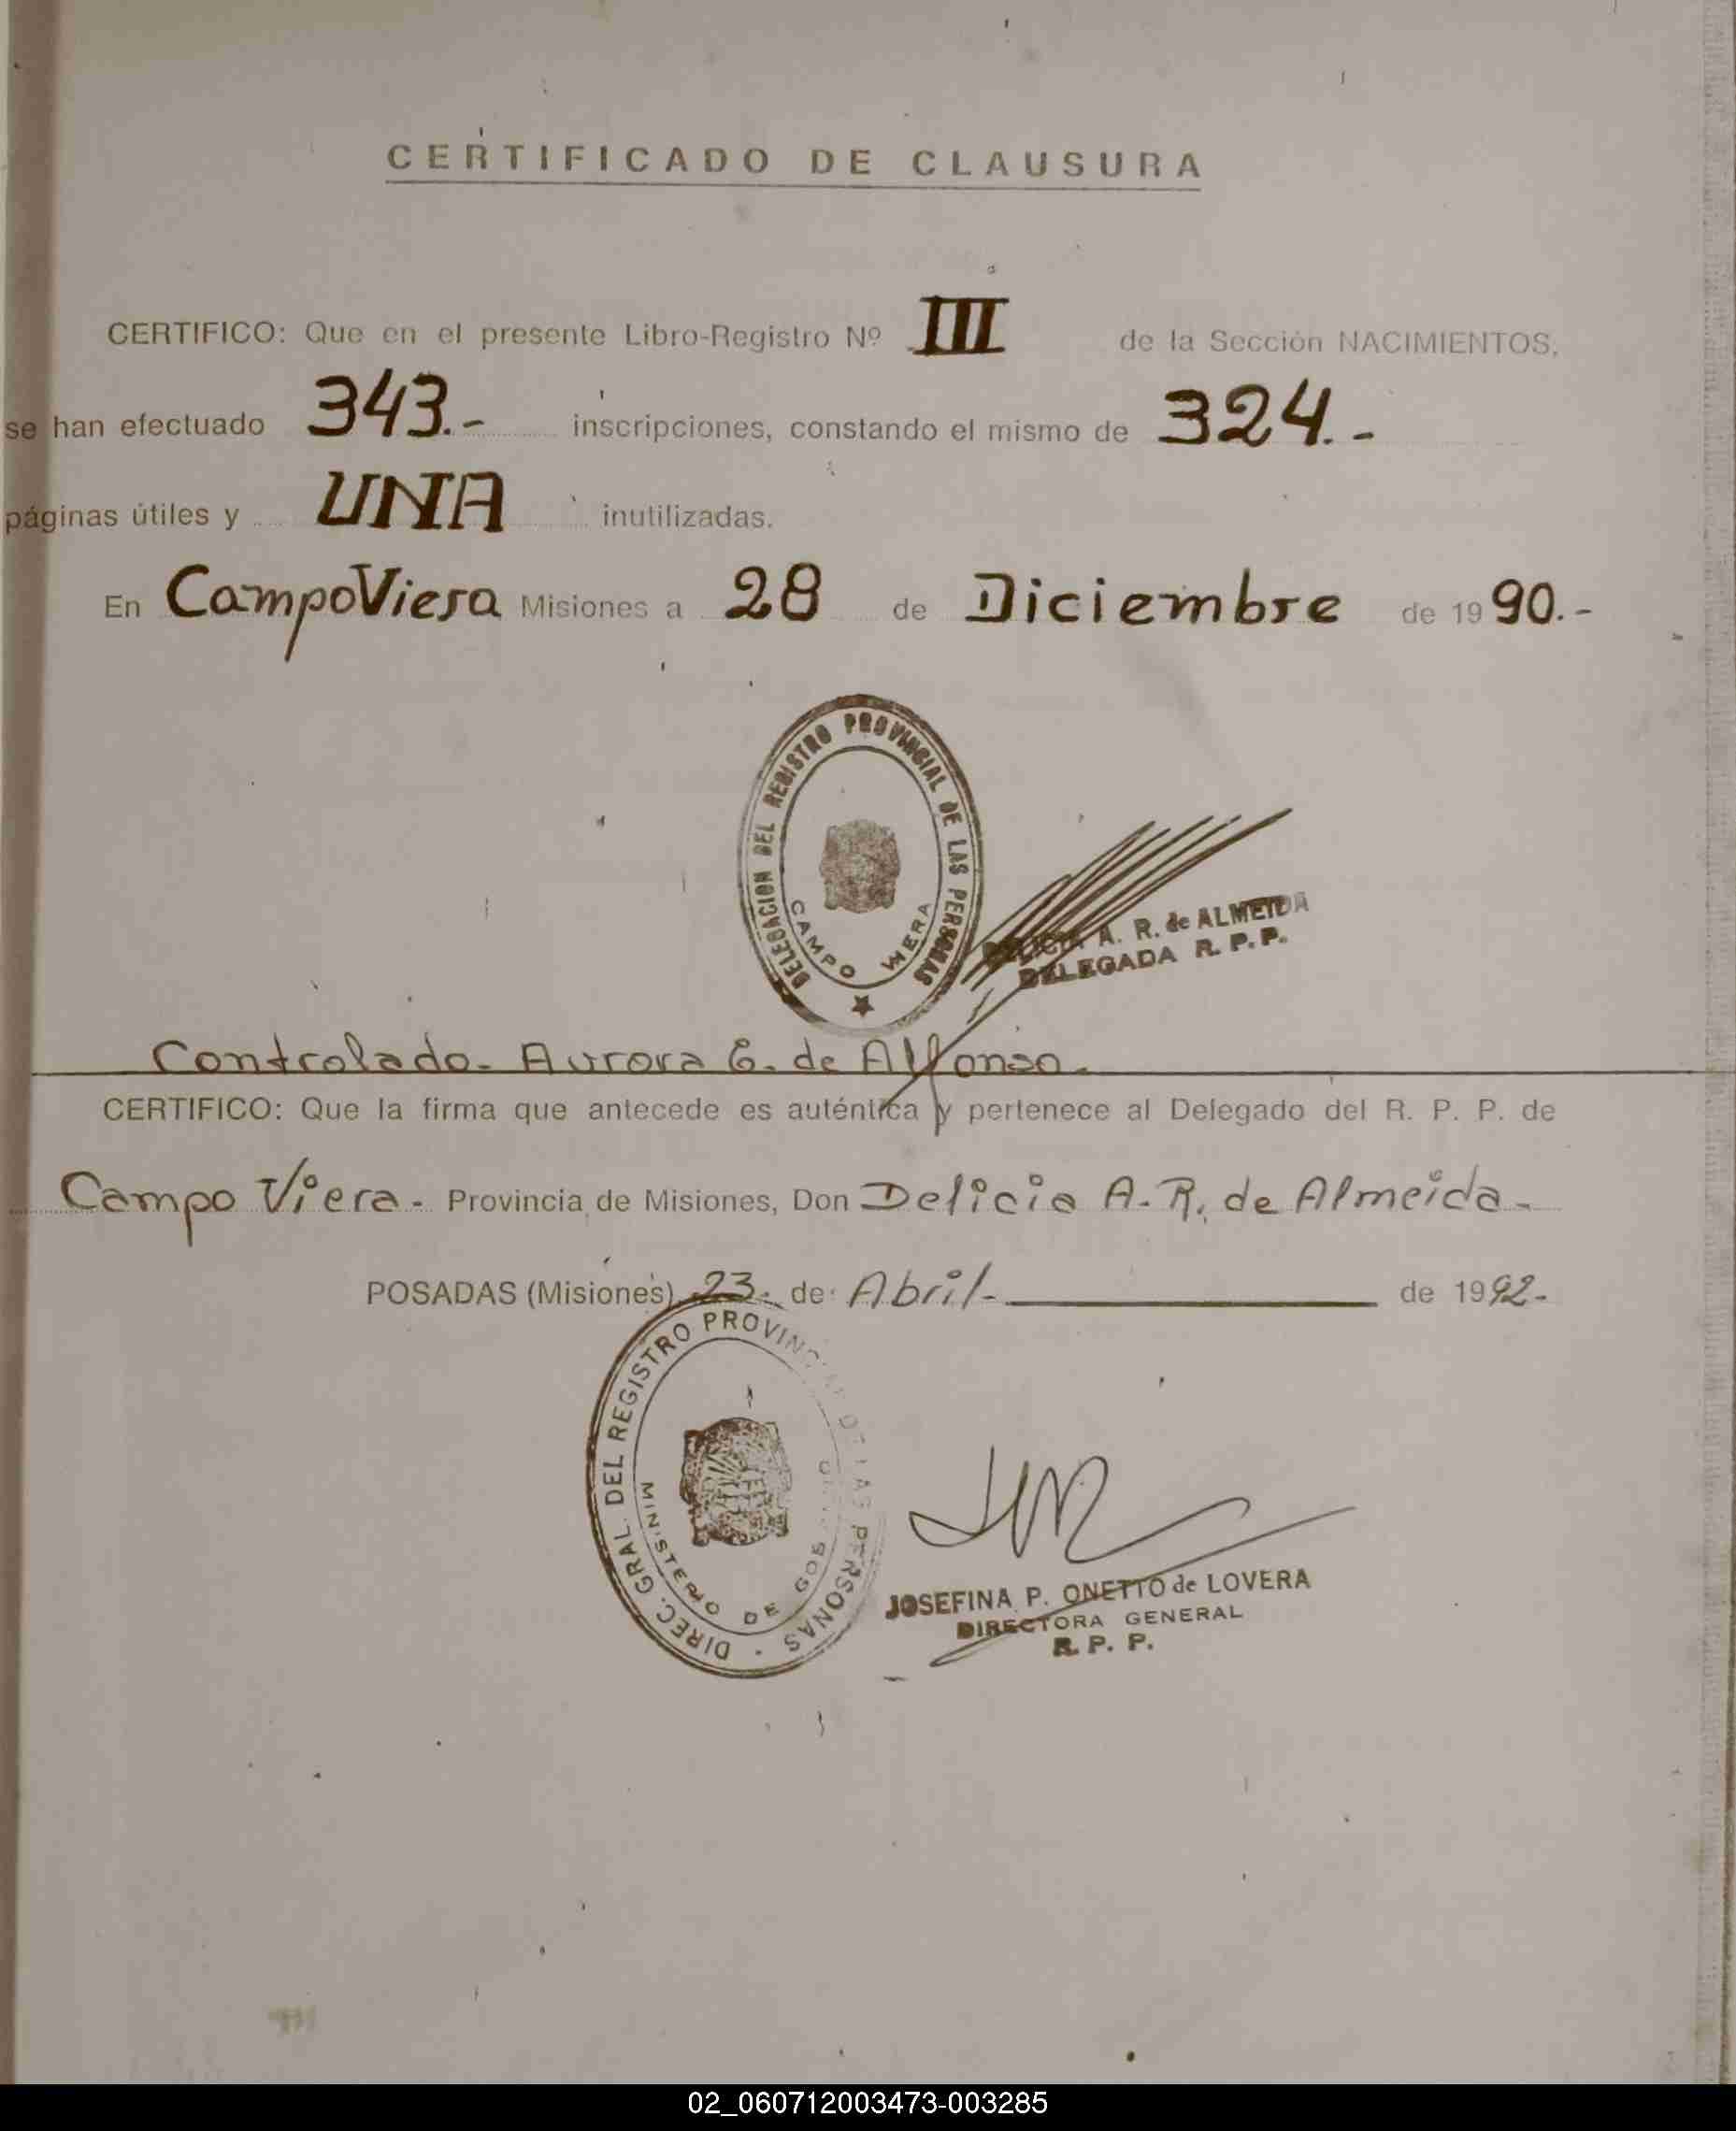 CERTIFICADO DE CLAUSURA
CERTIFICO: Que en el presente Libro-Registro Nº III de la Sección NACIMIENTOS,
se han efectuado 343.- inscripciones, constando el mismo de 324.-
páginas útiles y UNA inutilizadas.
En Campo Viera Misiones a 28 de Diciembre de 1990.-
DELEGACION DEL REGISTRO PROVINCIAL DE LAS PERSONAS
CAMPO VIERA
A. R. de ALMEIDA
DELEGADA R. P. P.
Controlado- Aurora E. de Alfonso.
CERTIFICO: Que la firma que antecede es auténtica y pertenece al Delegado del R. P. P. de
Campo Viera- Provincia de Misiones, Don Delicia A. R. de Almeida-
POSADAS (Misiones) 23 de Abril- de 1992-
DIREC. GRAL. DEL REGISTRO PROVINCIAL DE LAS PERSONAS
MINISTERIO DE GOB
JOSEFINA P. ONETTO de LOVERA
DIRECTORA GENERAL
R. P. P.
02_060712003473-003285